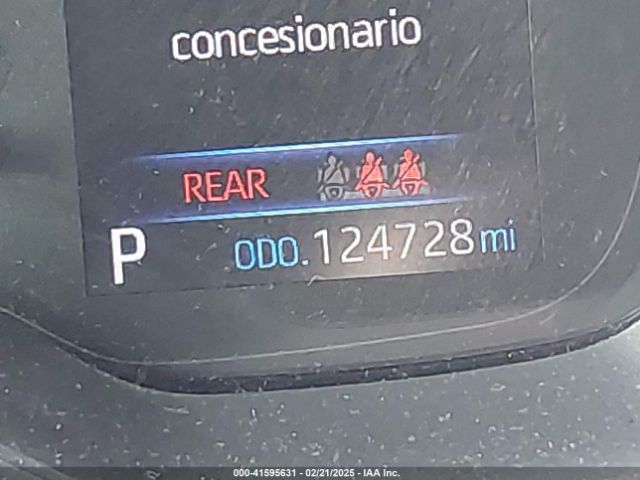 concesionario
REAR
P ODO. 124728 mi
000-41595631 - 02/21/2025 - IAA Inc.